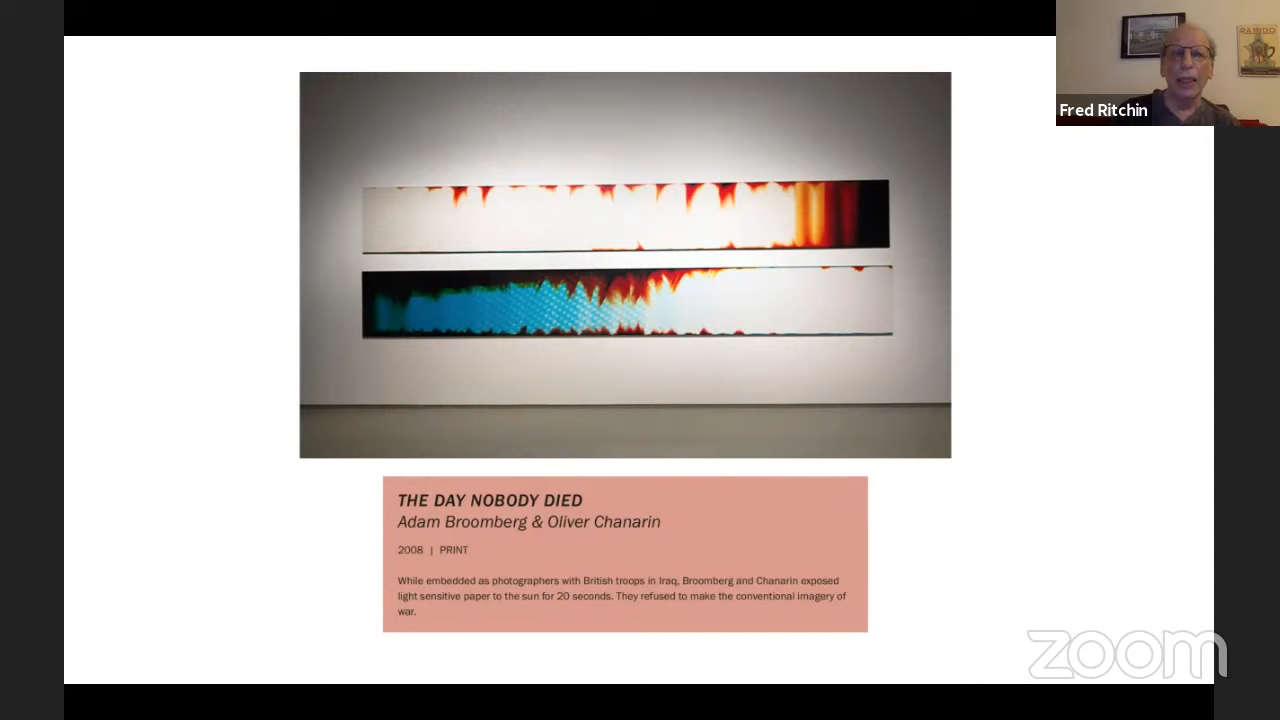 RAPIDO
Fred Ritchin
THE DAY NOBODY DIED
Adam Broomberg & Oliver Chanarin
2008 | PRINT
While embedded as photographers with British troops in Iraq, Broomberg and Chanarin exposed
light sensitive paper to the sun for 20 seconds. They refused to make the conventional imagery of
war.
zoom